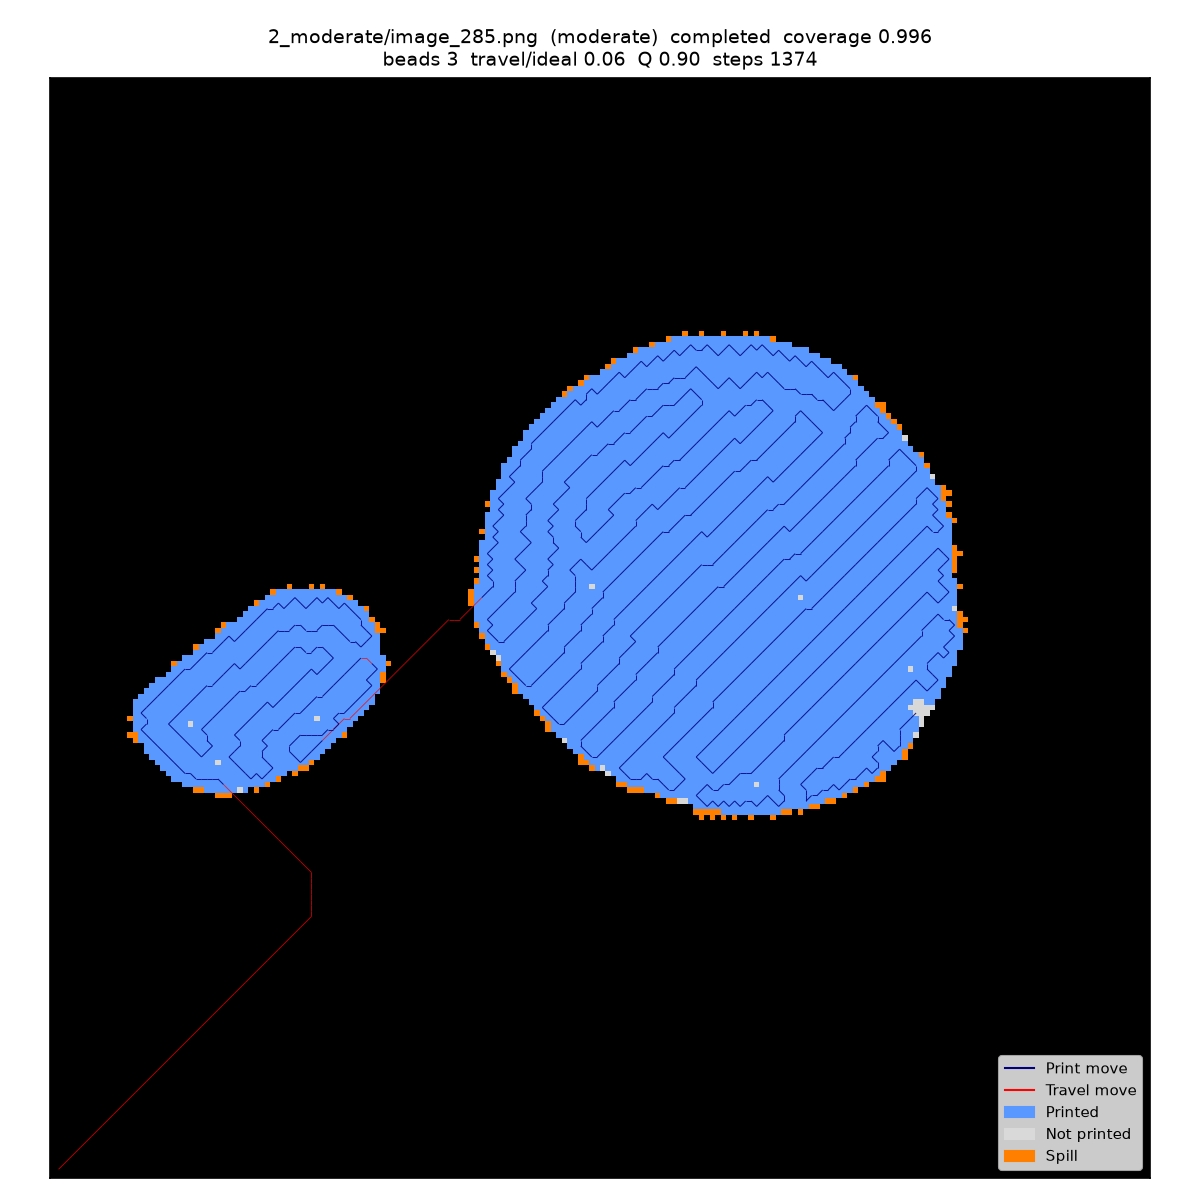 2_moderate/image_285.png  (moderate)  completed  coverage 0.996
beads 3  travel/ideal 0.06  Q 0.90  steps 1374
Print move
Travel move
Printed
Not printed
Spill